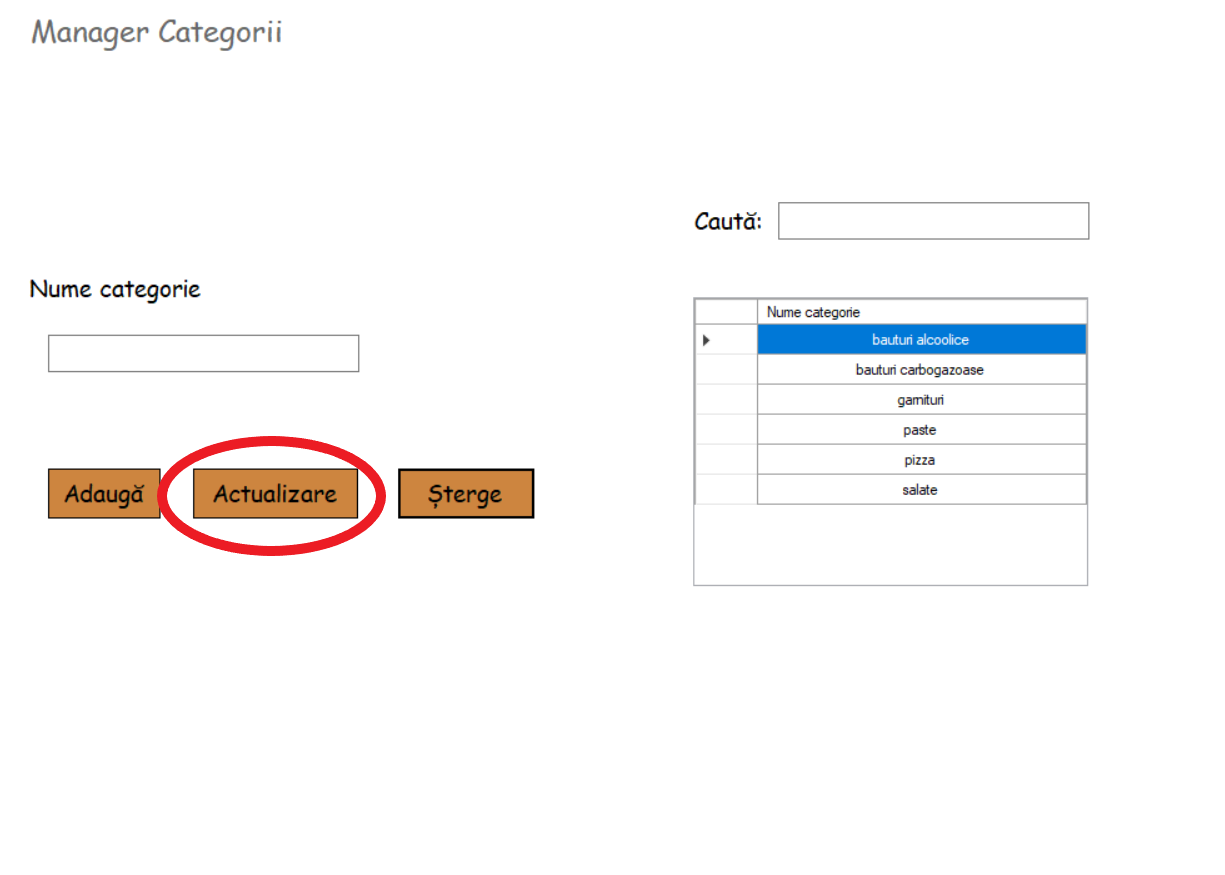 Manager Categorii
Caută:
Nume categorie
Adaugă
Actualizare
Șterge
Nume categorie
bauturi alcoolice
bauturi carbogazoase
garnituri
paste
pizza
salate